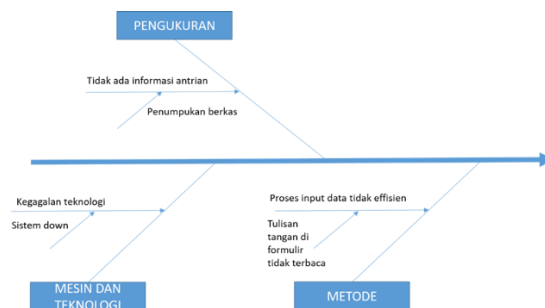 PENGUKURAN
Tidak ada informasi antrian
Penumpukan berkas
Kegagalan teknologi
Sistem down
Proses input data tidak effisien
Tulisan
tangan di
formulir
tidak terbaca
MESIN DAN
TEKNOLOGI
METODE